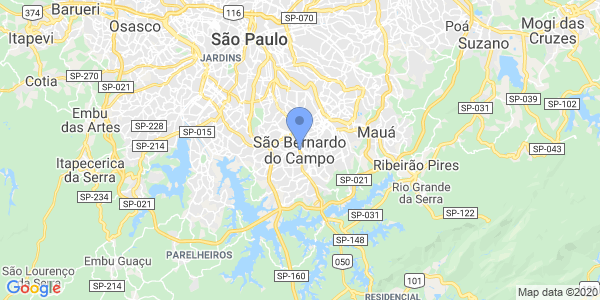 Barueri
374
Itapevi
Osasco
116
SP-070
São Paulo
JARDINS
Poá
Suzano
Mogi das
Cruzes
Cotia
SP-270
SP-021
Embu
das Artes
SP-228
SP-214
SP-015
SP-031
SP-039
SP-102
SP-043
Mauá
São Bernardo
do Campo
Ribeirão Pires
Itapecerica
da Serra
SP-234
SP-021
SP-021
Rio Grande
da Serra
SP-031
SP-122
SP-148
PARELHEIROS
Embu Guaçu
São Lourenço
da Serra
SP-214
SP-160
050
101
RESIDENCIAL
Google
Map data ©2020